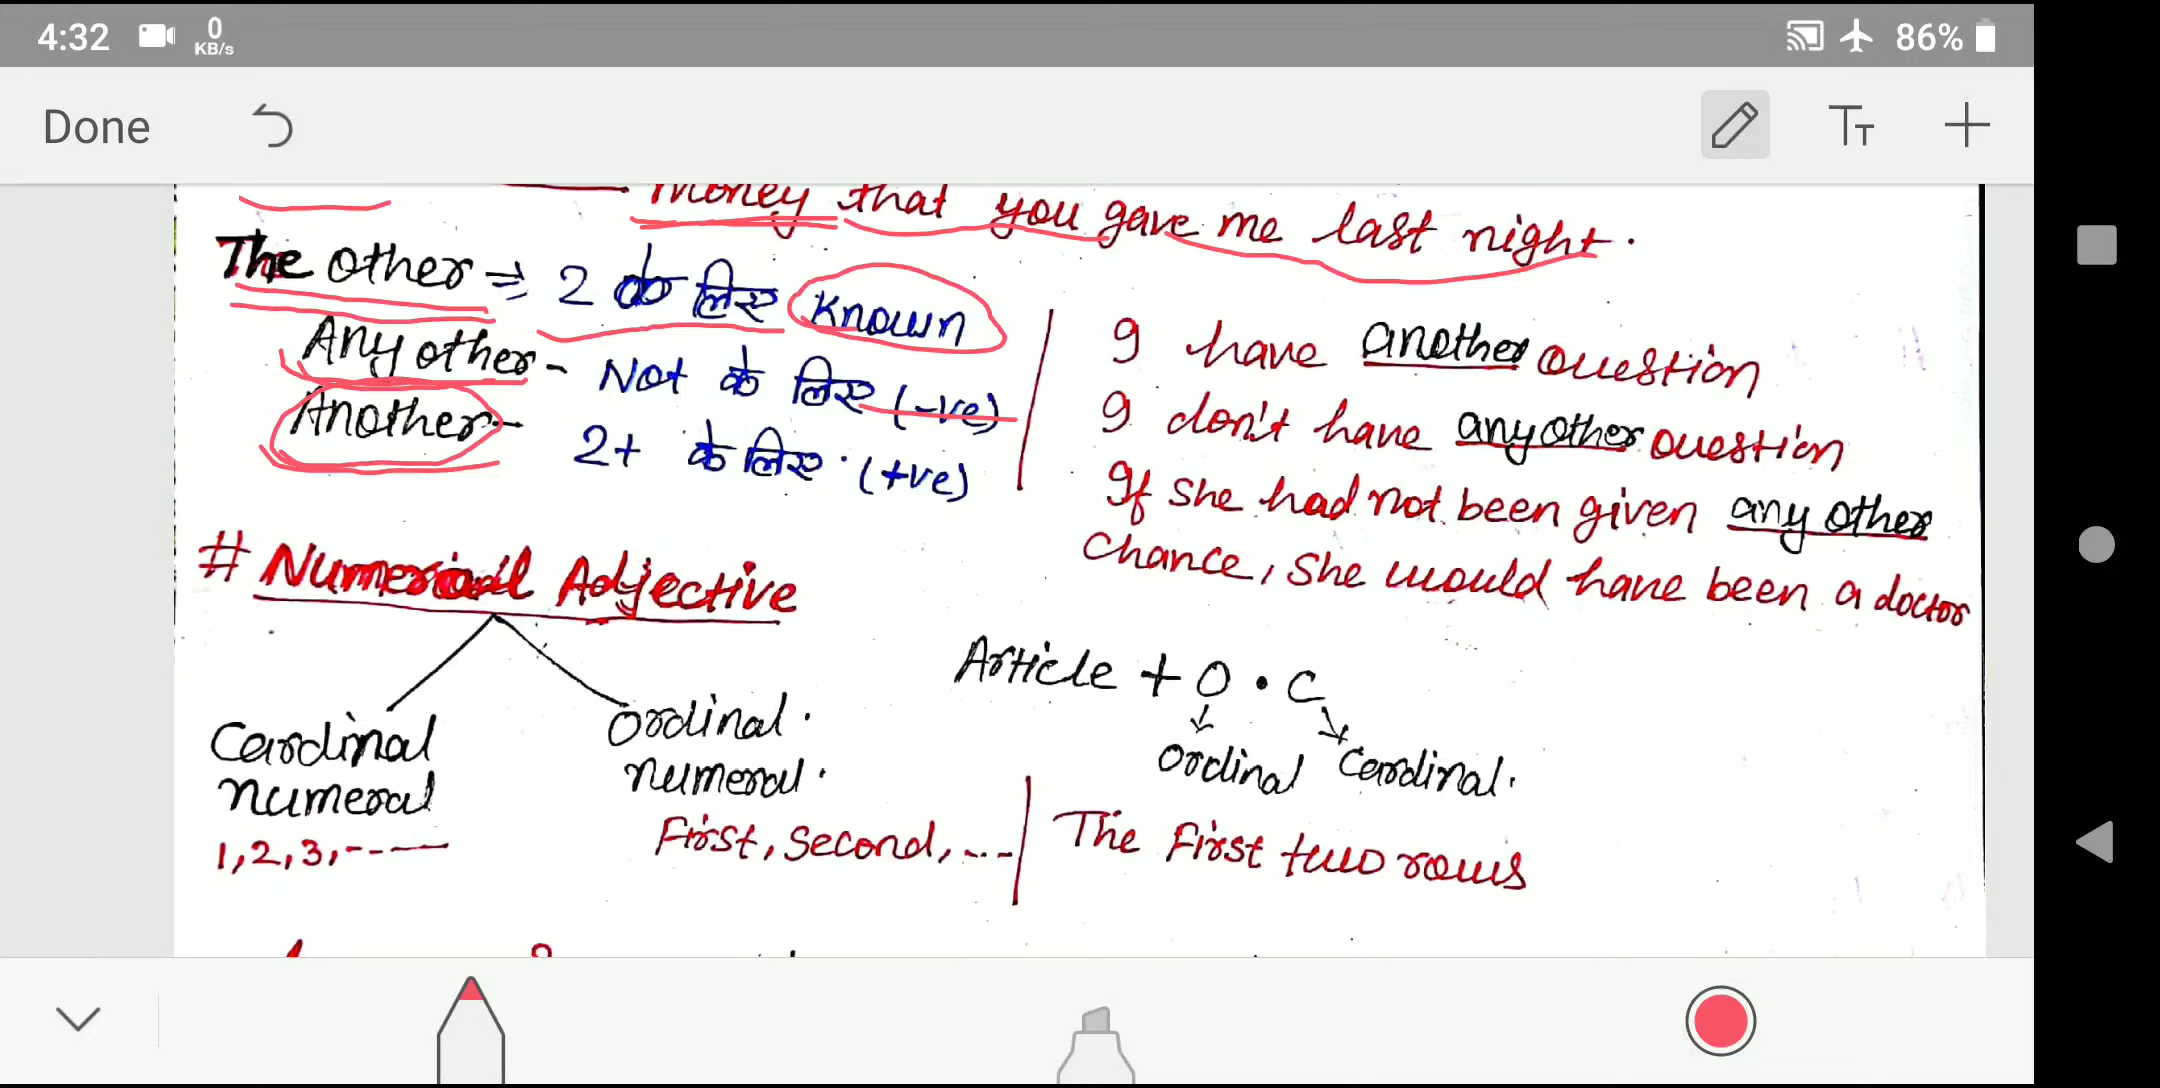 4:32 0 KB/s 86%
Done TT
money that you gave me last night.
The other ⇒ 2 के लिए Known
Any other - Not के लिए (-ve)
Another - 2+ के लिए (+ve)
I have another question
I don't have any other question
If she had not been given any other
chance, she would have been a doctor
# Numeral Adjective
Article + O . C
Ordinal Cardinal.
Cardinal numeral
1, 2, 3, -----
Ordinal. numeral.
First, Second, ...
The First two rows